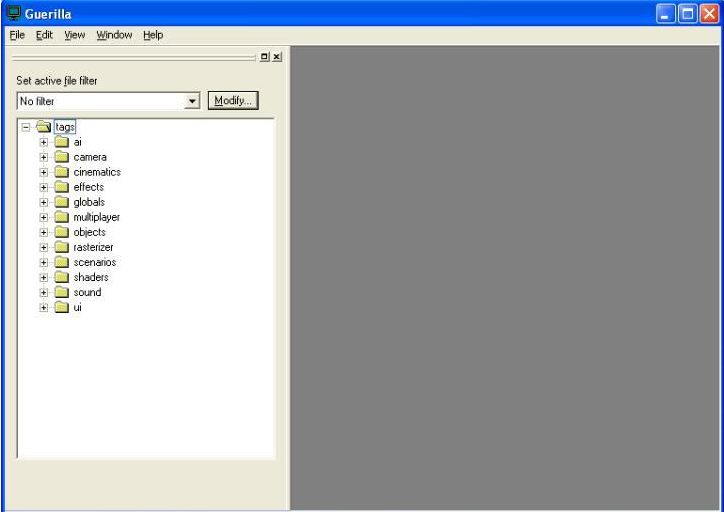 Guerilla
File Edit View Window Help
Set active file filter
No filter Modify...
tags
ai
camera
cinematics
effects
globals
multiplayer
objects
rasterizer
scenarios
shaders
sound
ui